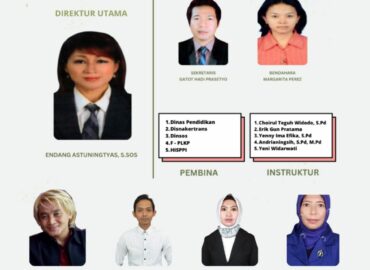 DIREKTUR UTAMA
ENDANG ASTUNINGTYAS, S.SOS
SEKRETARIS
GATOT HADI PRASETYO
BENDAHARA
MARGARITA PEREZ
1.Dinas Pendidikan
2.Disnakertrans
3.Dinsos
4.F - PLKP
5.HISPPI
PEMBINA
1.Choirul Teguh Widodo, S.Pd
2.Erik Gun Pratama
3.Yenny Ima Efika, S.Pd
4.Andrianingsih, S.Pd, M.Pd
5.Yeni Widarwati
INSTRUKTUR